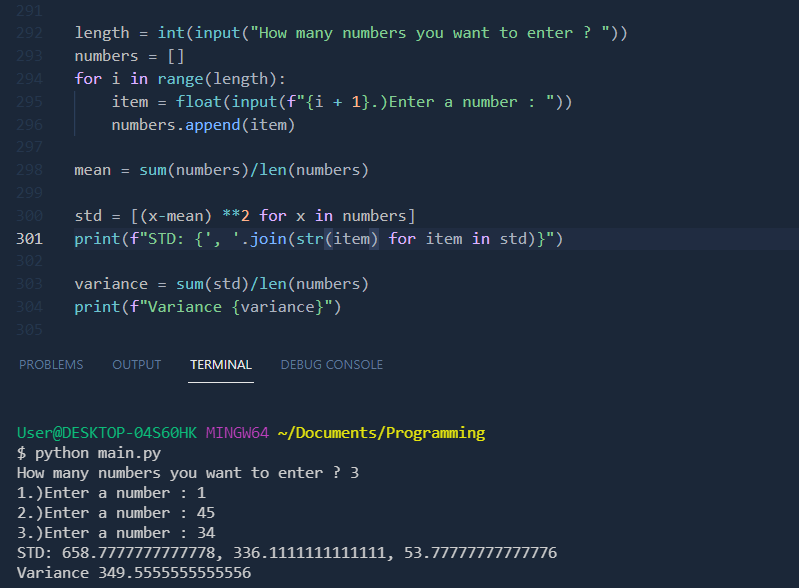 291
292 length = int(input("How many numbers you want to enter ? "))
293 numbers = []
294 for i in range(length):
295     item = float(input(f"{i + 1}.)Enter a number : "))
296     numbers.append(item)
297
298 mean = sum(numbers)/len(numbers)
299
300 std = [(x-mean) **2 for x in numbers]
301 print(f"STD: {', '.join(str(item) for item in std)}")
302
303 variance = sum(std)/len(numbers)
304 print(f"Variance {variance}")
305
PROBLEMS OUTPUT TERMINAL DEBUG CONSOLE
User@DESKTOP-04S60HK MINGW64 ~/Documents/Programming
$ python main.py
How many numbers you want to enter ? 3
1.)Enter a number : 1
2.)Enter a number : 45
3.)Enter a number : 34
STD: 658.7777777777778, 336.1111111111111, 53.77777777777776
Variance 349.5555555555556